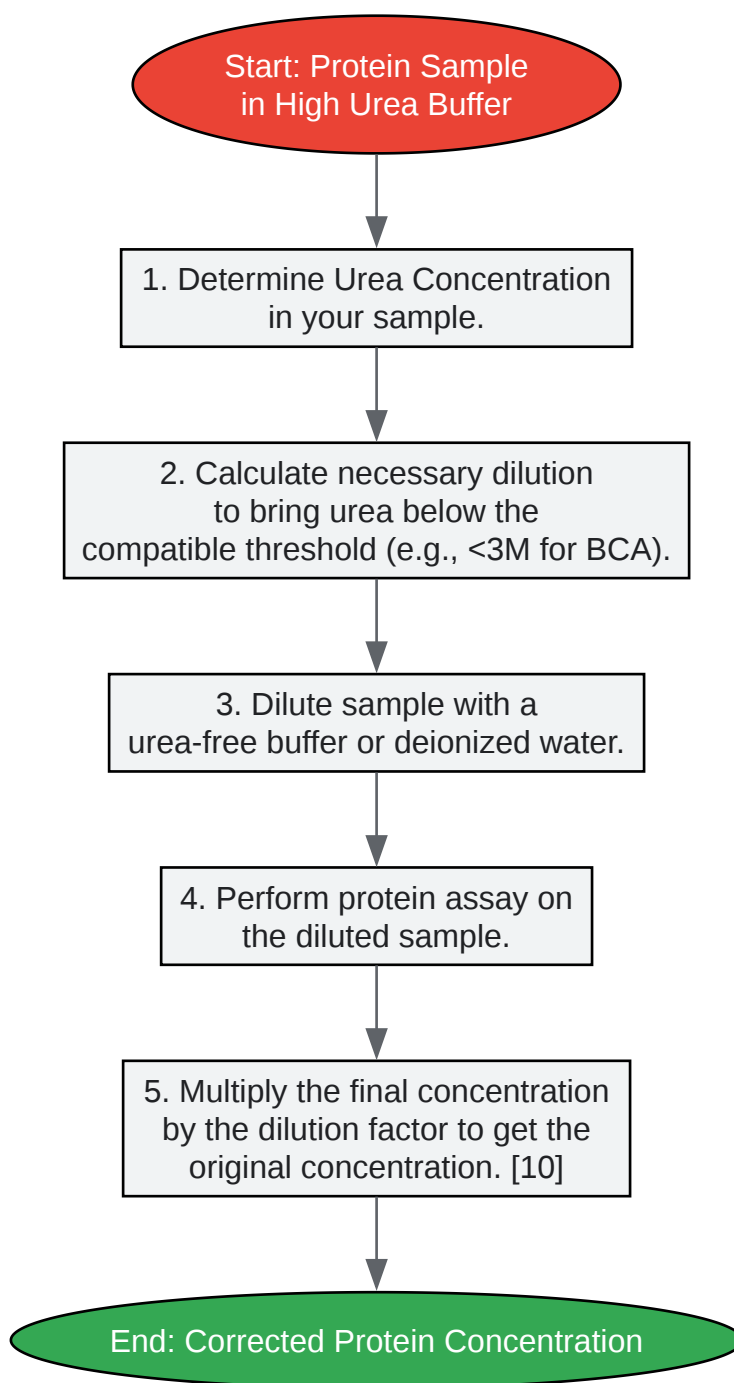 Start: Protein Sample
in High Urea Buffer
1. Determine Urea Concentration
in your sample.
2. Calculate necessary dilution
to bring urea below the
compatible threshold (e.g., <3M for BCA).
3. Dilute sample with a
urea-free buffer or deionized water.
4. Perform protein assay on
the diluted sample.
5. Multiply the final concentration
by the dilution factor to get the
original concentration. [10]
End: Corrected Protein Concentration